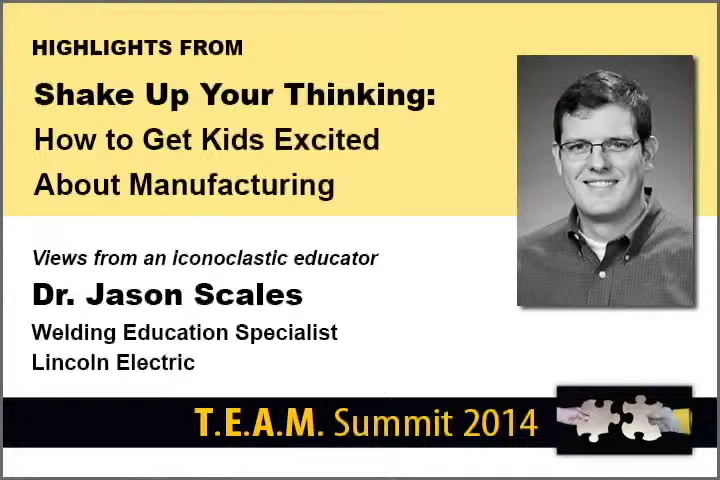 HIGHLIGHTS FROM
Shake Up Your Thinking:
How to Get Kids Excited
About Manufacturing
Views from an iconoclastic educator
Dr. Jason Scales
Welding Education Specialist
Lincoln Electric
T.E.A.M. Summit 2014